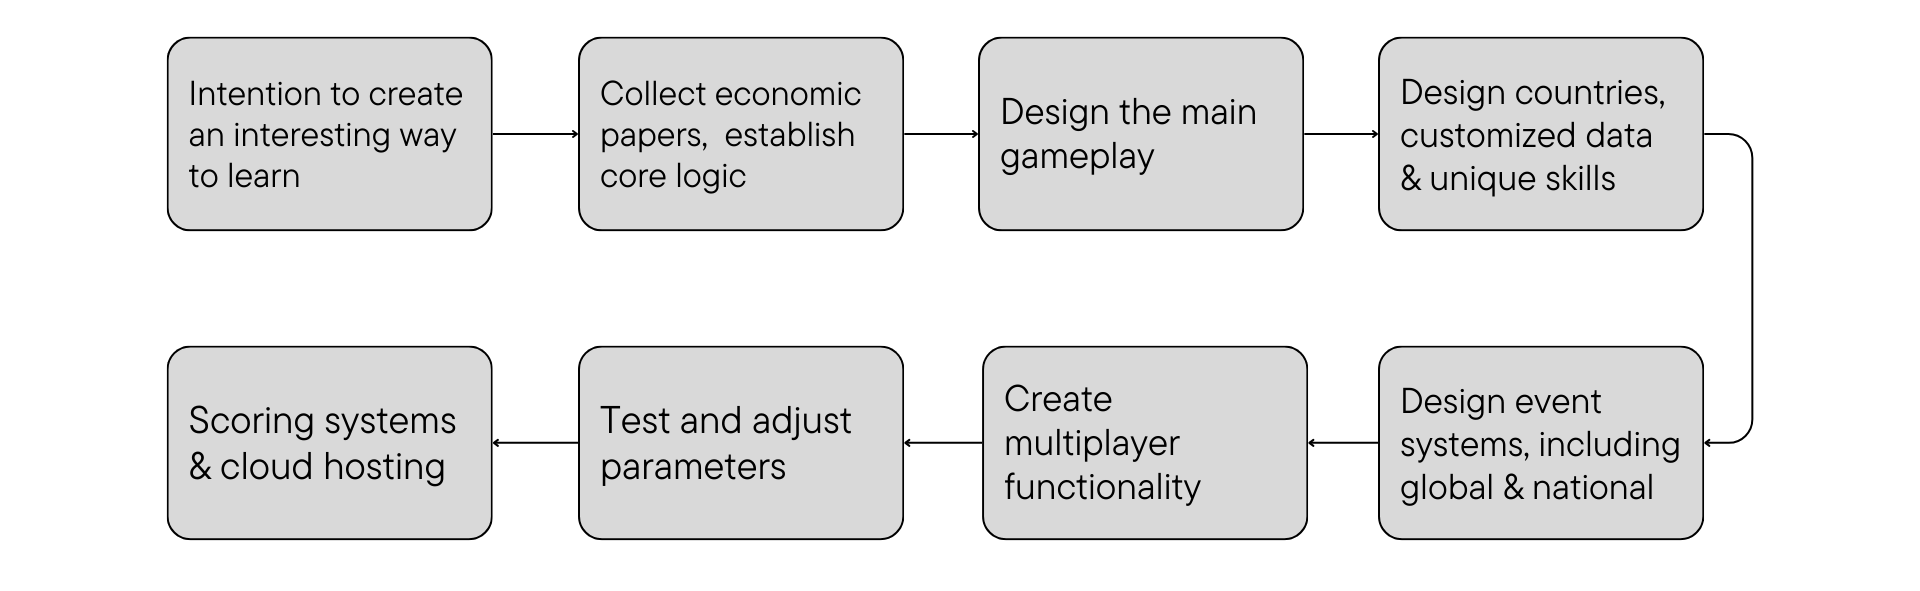 Intention to create
an interesting way
to learn
Collect economic
papers,  establish
core logic
Design the main
gameplay
Design countries,
customized data
& unique skills
Design event
systems, including
global & national
Create
multiplayer
functionality
Test and adjust
parameters
Scoring systems
& cloud hosting